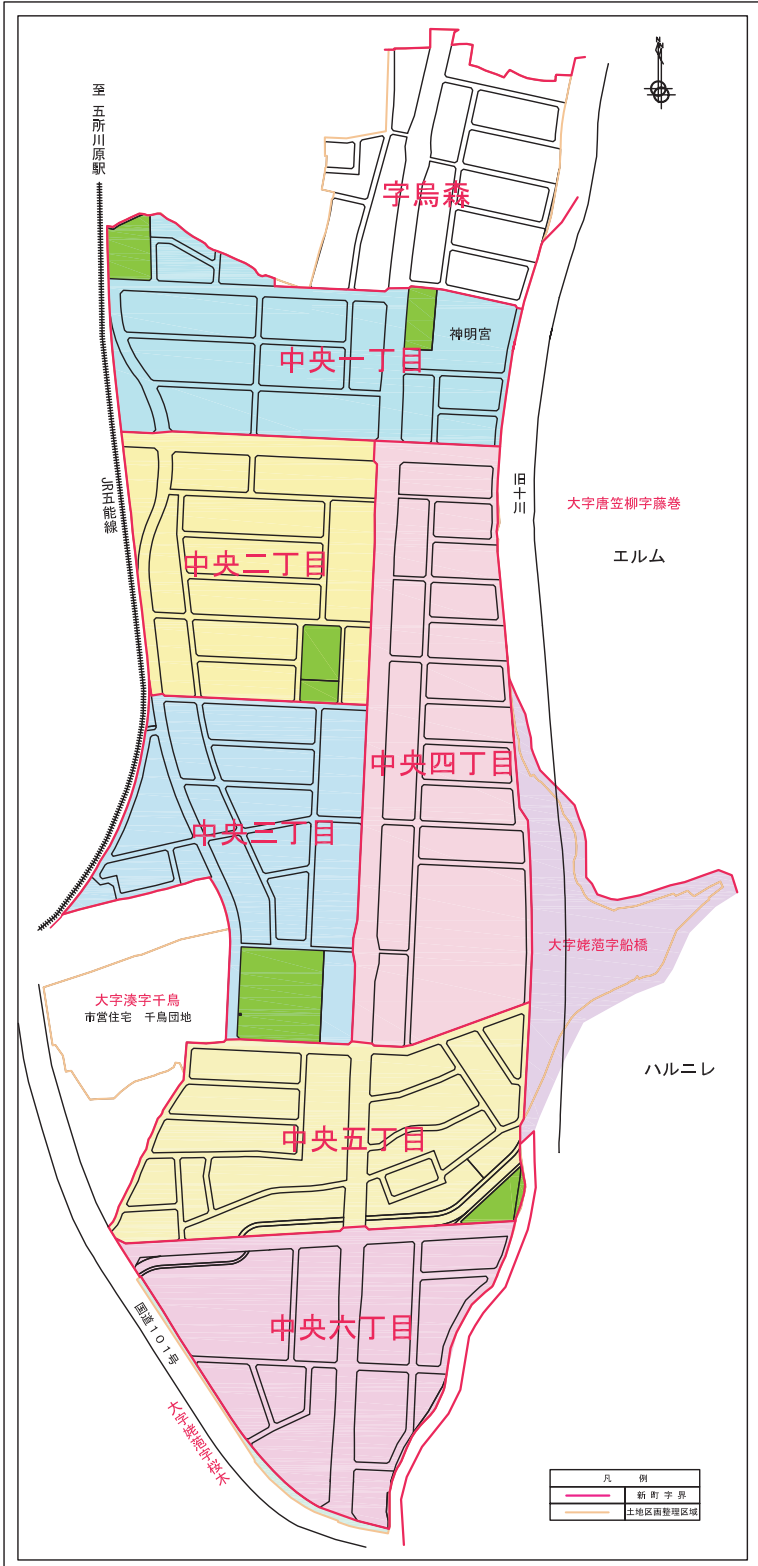 N
至 五所川原駅
字烏森
神明宮
中央一丁目
旧十川
大字唐笠柳字藤巻
JR五能線
エルム
中央二丁目
中央四丁目
中央三丁目
大字姥萢字船橋
大字湊字千鳥
市営住宅 千鳥団地
ハルニレ
中央五丁目
中央六丁目
国道101号
大字姥萢字桜木
凡 例
新町字界
土地区画整理区域